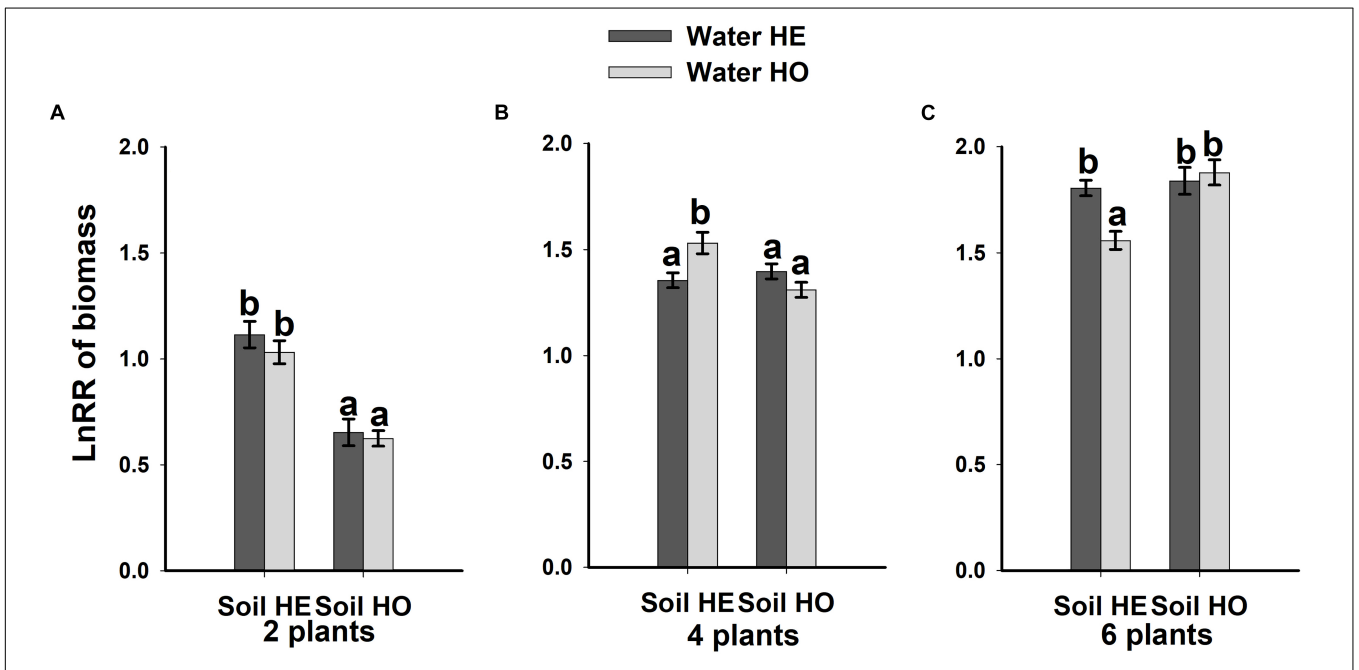 Water HE
Water HO
A
B
C
LnRR of biomass
2.0
1.5
1.0
0.5
0.0
b
b
a
a
Soil HE Soil HO
2 plants
2.0
1.5
1.0
0.5
0.0
a
b
a
a
Soil HE Soil HO
4 plants
2.0
1.5
1.0
0.5
0.0
b
a
b
b
Soil HE Soil HO
6 plants